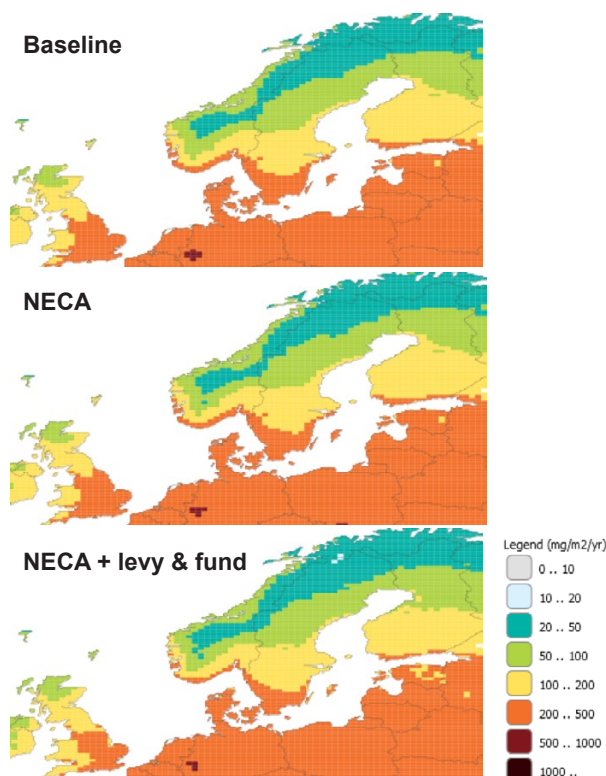 Baseline
NECA
NECA + levy & fund
Legend (mg/m2/yr)
0 .. 10
10 .. 20
20 .. 50
50 .. 100
100 .. 200
200 .. 500
500 .. 1000
1000 ..